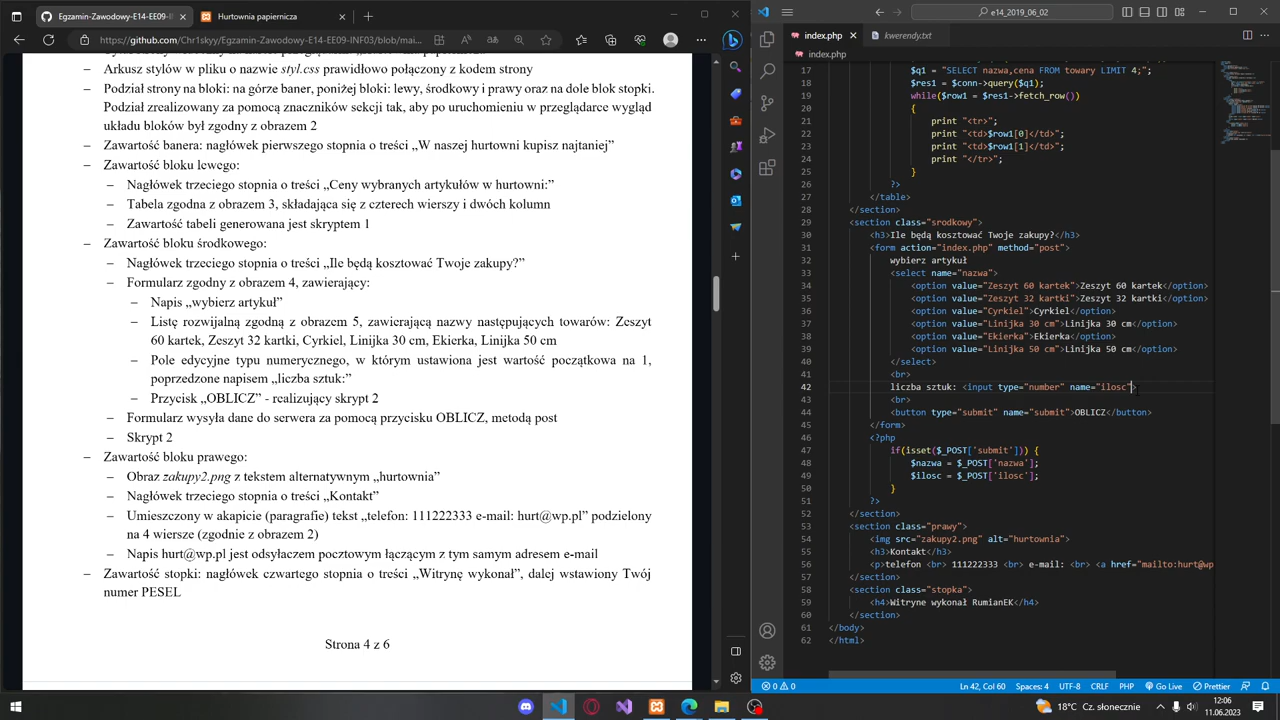 Egzamin-Zawodowy-E14-EE09-I
Hurtownia papiernicza
https://github.com/Chr1skyy/Egzamin-Zawodowy-E14-EE09-INF03/blob/mai...
Arkusz stylów w pliku o nazwie styl.css prawidłowo połączony z kodem strony
Podział strony na bloki: na górze baner, poniżej bloki: lewy, środkowy i prawy oraz na dole blok stopki.
Podział zrealizowany za pomocą znaczników sekcji tak, aby po uruchomieniu w przeglądarce wygląd
układu bloków był zgodny z obrazem 2
Zawartość banera: nagłówek pierwszego stopnia o treści „W naszej hurtowni kupisz najtaniej”
Zawartość bloku lewego:
Nagłówek trzeciego stopnia o treści „Ceny wybranych artykułów w hurtowni:”
Tabela zgodna z obrazem 3, składająca się z czterech wierszy i dwóch kolumn
Zawartość tabeli generowana jest skryptem 1
Zawartość bloku środkowego:
Nagłówek trzeciego stopnia o treści „Ile będą kosztować Twoje zakupy?”
Formularz zgodny z obrazem 4, zawierający:
Napis „wybierz artykuł”
Listę rozwijalną zgodną z obrazem 5, zawierającą nazwy następujących towarów: Zeszyt
60 kartek, Zeszyt 32 kartki, Cyrkiel, Linijka 30 cm, Ekierka, Linijka 50 cm
Pole edycyjne typu numerycznego, w którym ustawiona jest wartość początkowa na 1,
poprzedzone napisem „liczba sztuk:”
Przycisk „OBLICZ” - realizujący skrypt 2
Formularz wysyła dane do serwera za pomocą przycisku OBLICZ, metodą post
Skrypt 2
Zawartość bloku prawego:
Obraz zakupy2.png z tekstem alternatywnym „hurtownia”
Nagłówek trzeciego stopnia o treści „Kontakt”
Umieszczony w akapicie (paragrafie) tekst „telefon: 111222333 e-mail: hurt@wp.pl” podzielony
na 4 wiersze (zgodnie z obrazem 2)
Napis hurt@wp.pl jest odsyłaczem pocztowym łączącym z tym samym adresem e-mail
Zawartość stopki: nagłówek czwartego stopnia o treści „Witrynę wykonał”, dalej wstawiony Twój
numer PESEL
Strona 4 z 6
e14_2019_06_02
index.php
kwerendy.txt
index.php
17 $q1 = "SELECT nazwa,cena FROM towary LIMIT 4;";
18 $res1 = $conn->query($q1);
19 while($row1 = $res1->fetch_row())
20 {
21 print "<tr>";
22 print "<td>$row1[0]</td>";
23 print "<td>$row1[1]</td>";
24 print "</tr>";
25 }
26 ?>
27 </table>
28 </section>
29 <section class="srodkowy">
30 <h3>Ile będą kosztować Twoje zakupy?</h3>
31 <form action="index.php" method="post">
32 wybierz artykuł
33 <select name="nazwa">
34 <option value="Zeszyt 60 kartek">Zeszyt 60 kartek</option>
35 <option value="Zeszyt 32 kartki">Zeszyt 32 kartki</option>
36 <option value="Cyrkiel">Cyrkiel</option>
37 <option value="Linijka 30 cm">Linijka 30 cm</option>
38 <option value="Ekierka">Ekierka</option>
39 <option value="Linijka 50 cm">Linijka 50 cm</option>
40 </select>
41 <br>
42 liczba sztuk: <input type="number" name="ilosc">
43 <br>
44 <button type="submit" name="submit">OBLICZ</button>
45 </form>
46 <?php
47 if(isset($_POST['submit'])) {
48 $nazwa = $_POST['nazwa'];
49 $ilosc = $_POST['ilosc'];
50 }
51 ?>
52 </section>
53 <section class="prawy">
54 <img src="zakupy2.png" alt="hurtownia">
55 <h3>Kontakt</h3>
56 <p>telefon <br> 111222333 <br> e-mail: <br> <a href="mailto:hurt@wp
57 </section>
58 <section class="stopka">
59 <h4>Witryne wykonał RumianEK</h4>
60 </section>
61 </body>
62 </html>
0 0
Ln 42, Col 60 Spaces: 4 UTF-8 CRLF PHP Go Live Prettier
18°C Cz. słonecznie
12:06
11.06.2023